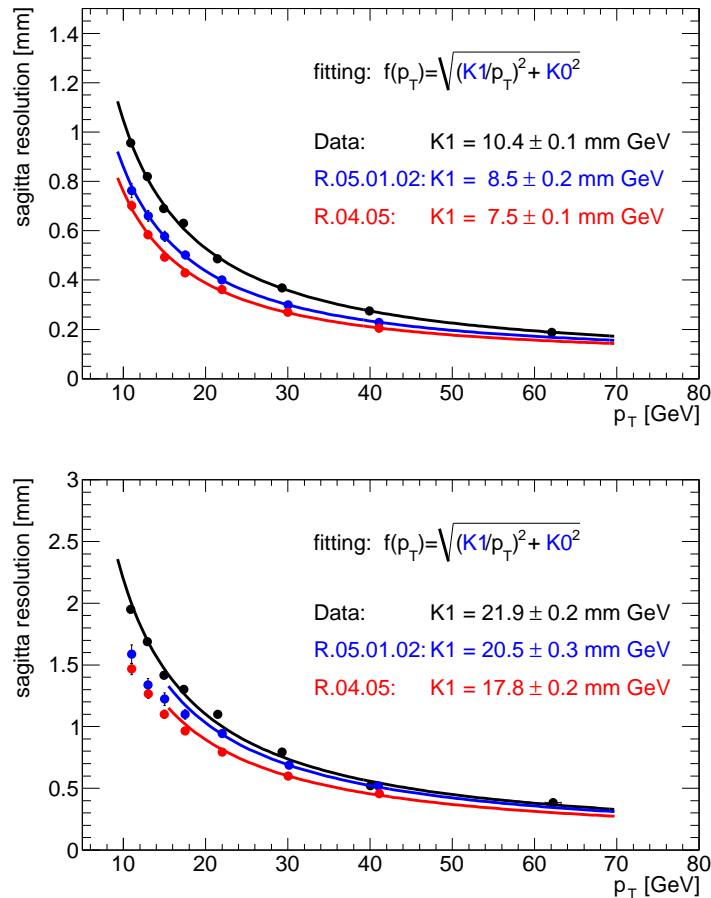 sagitta resolution [mm]
1.4
1.2
1
0.8
0.6
0.4
0.2
0
fitting: f(p_T)=√(K1/p_T)²+ K0²
Data: K1 = 10.4 ± 0.1 mm GeV
R.05.01.02: K1 = 8.5 ± 0.2 mm GeV
R.04.05: K1 = 7.5 ± 0.1 mm GeV
10 20 30 40 50 60 70 80
p_T [GeV]
sagitta resolution [mm]
3
2.5
2
1.5
1
0.5
0
fitting: f(p_T)=√(K1/p_T)²+ K0²
Data: K1 = 21.9 ± 0.2 mm GeV
R.05.01.02: K1 = 20.5 ± 0.3 mm GeV
R.04.05: K1 = 17.8 ± 0.2 mm GeV
10 20 30 40 50 60 70 80
p_T [GeV]